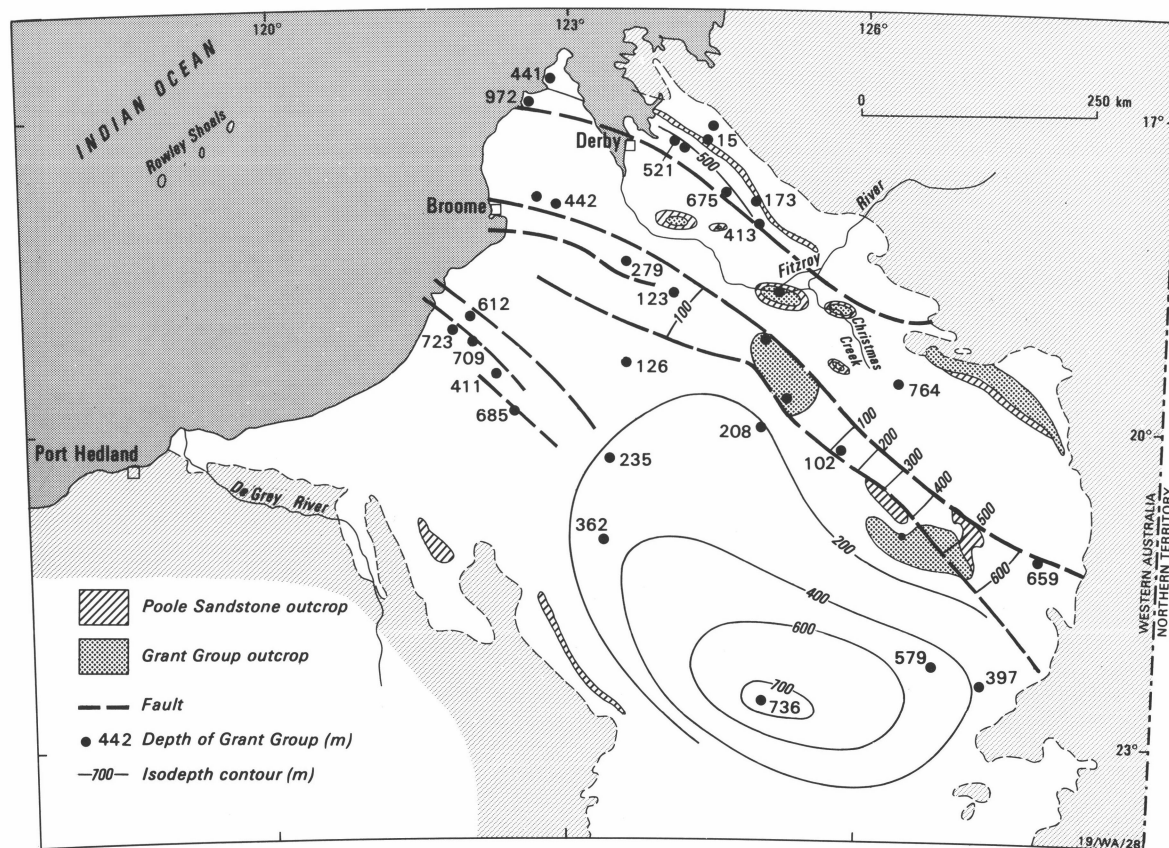 120°
123°
126°
INDIAN OCEAN
Rowley Shoals
441
972
0
250 km
17°
Derby
15
521
500
675
173
River
Broome
442
413
279
Fitzroy
123
100
612
Christmas
Creek
723
709
126
411
764
685
208
100
20°
Port Hedland
235
102
200
300
De Grey River
400
362
500
200
600
659
WESTERN AUSTRALIA
NORTHERN TERRITORY
400
600
579
397
700
736
23°
Poole Sandstone outcrop
Grant Group outcrop
Fault
442 Depth of Grant Group (m)
700 Isodepth contour (m)
19/WA/28